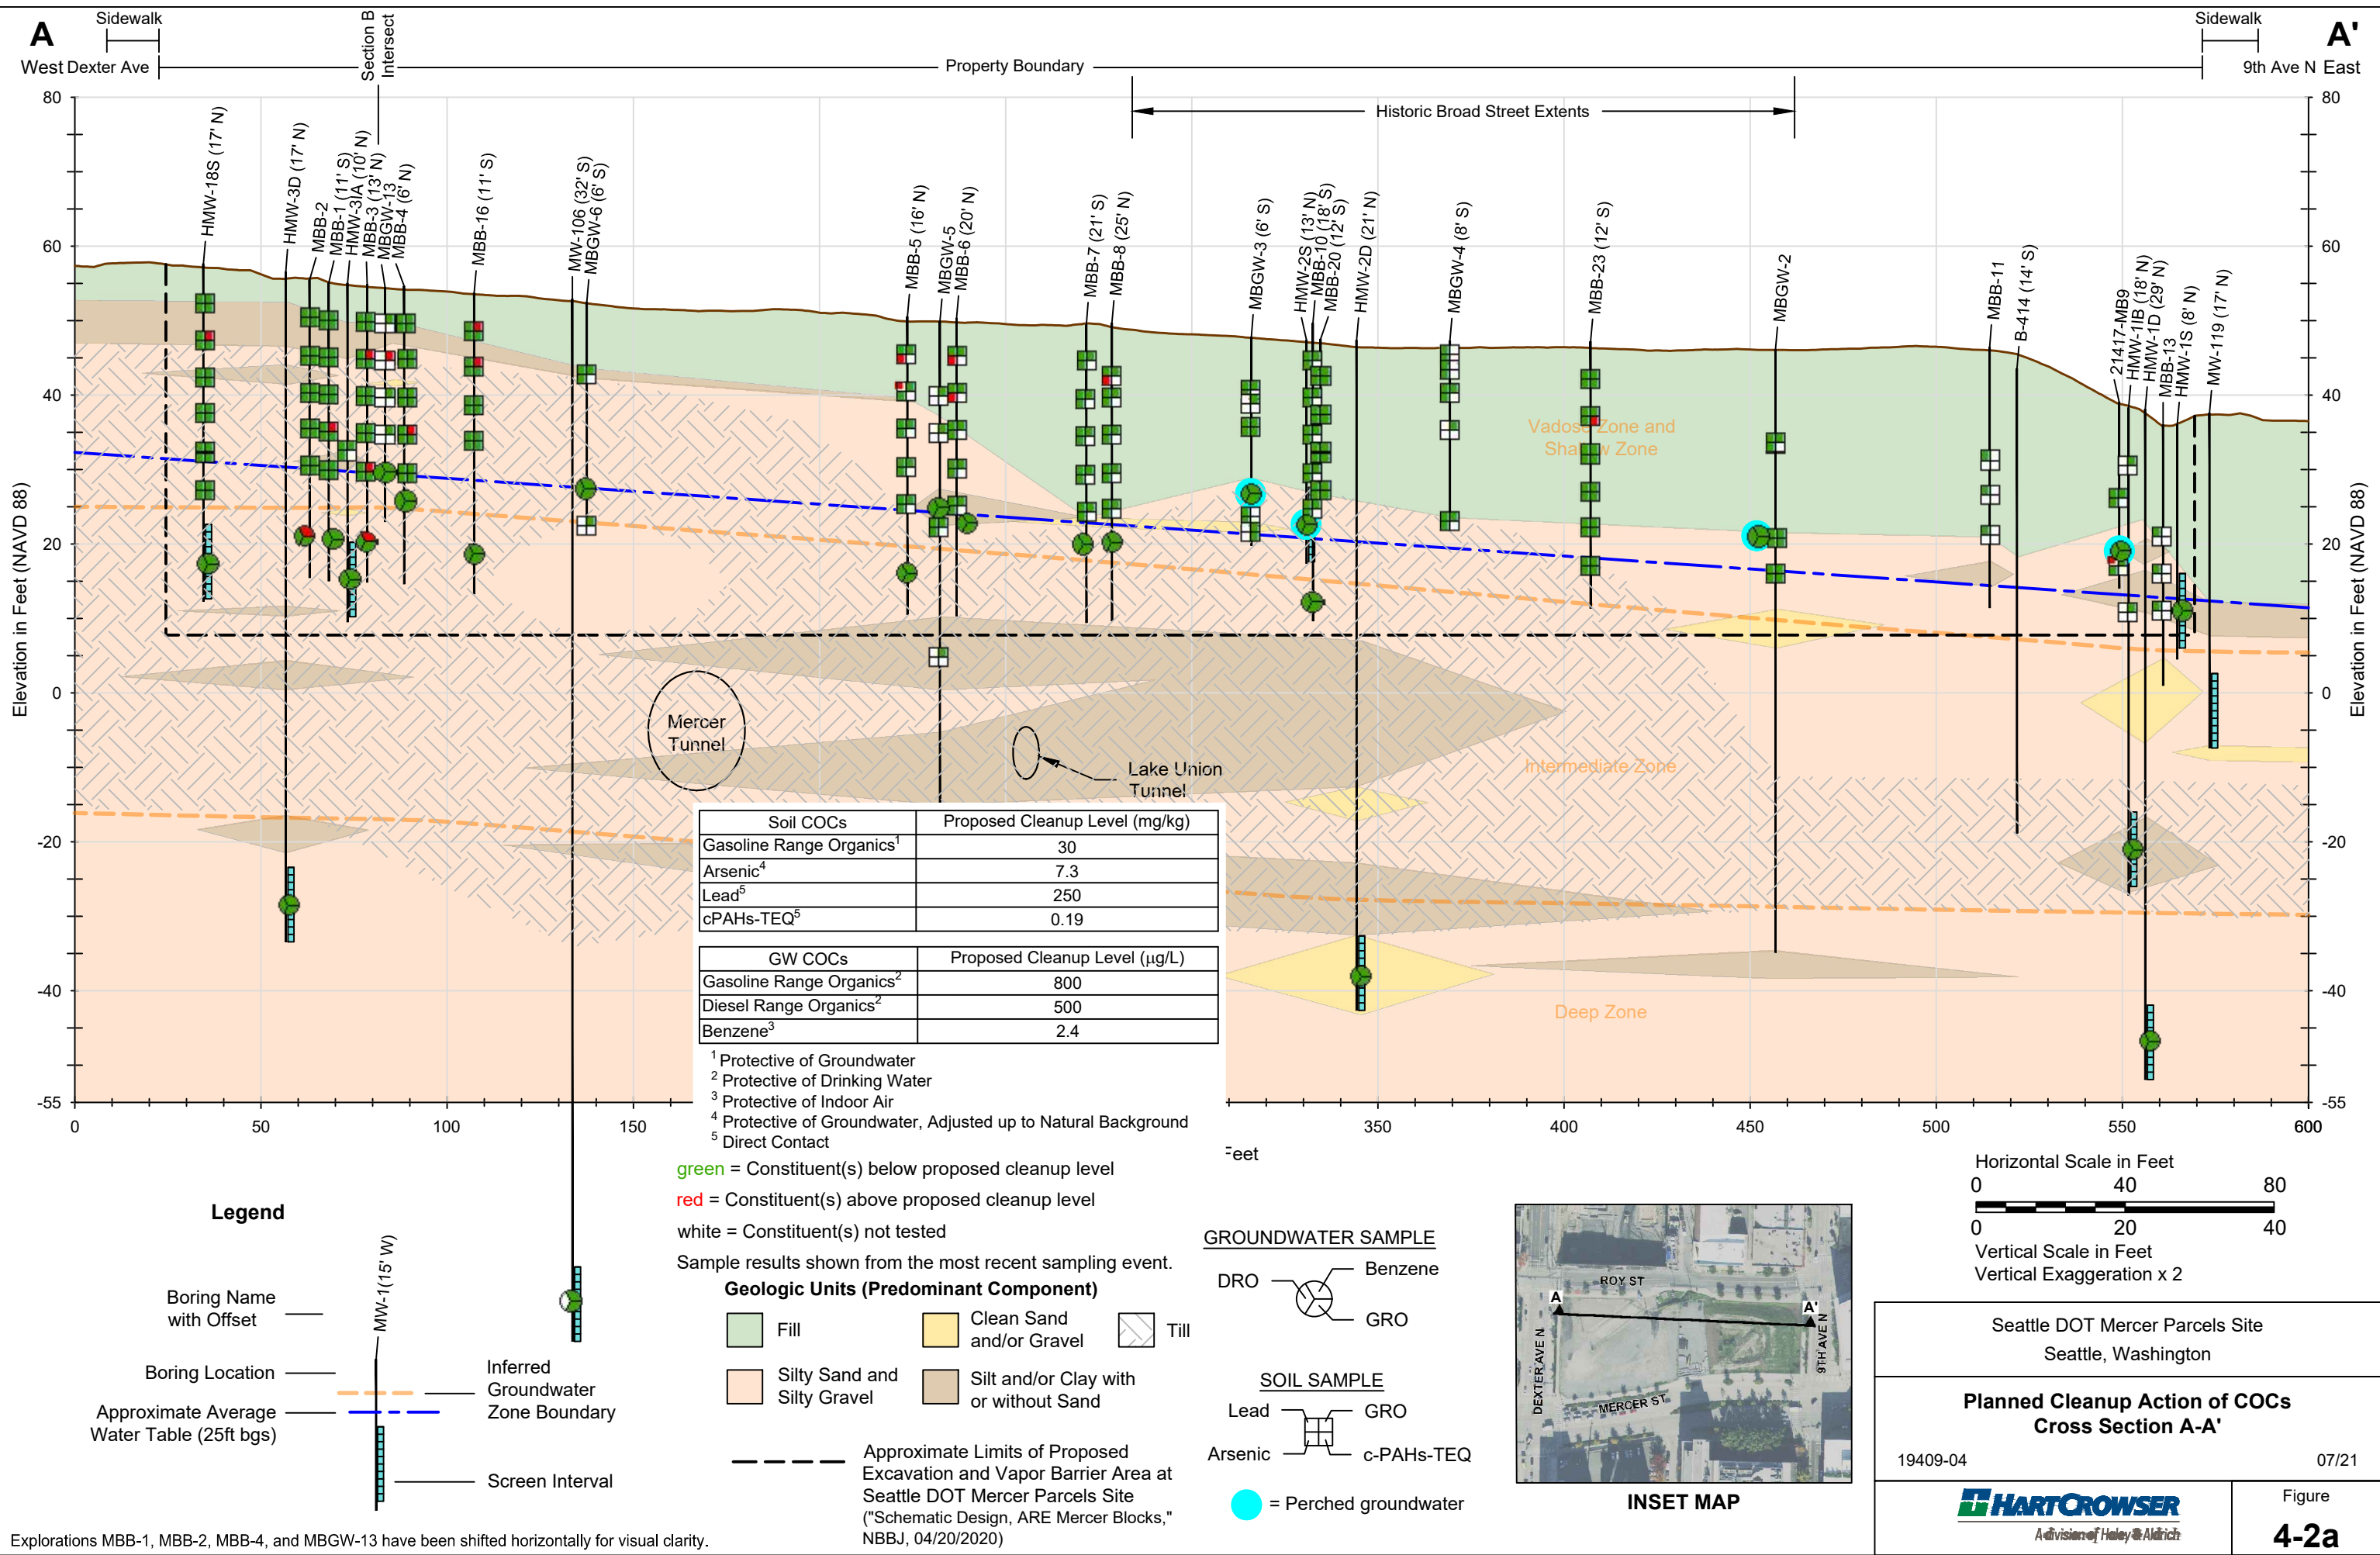 Sidewalk
Sidewalk
A
A'
West Dexter Ave
Section B
Intersect
Property Boundary
9th Ave N East
Historic Broad Street Extents
80
60
40
20
0
-20
-40
-55
Elevation in Feet (NAVD 88)
HMW-18S (17' N)
HMW-3D (17' N)
MBB-2
MBB-1 (11' S)
HMW-3IA (10' N)
MBB-3 (13' N)
MBGW-13
MBB-4 (6' N)
MBB-16 (11' S)
MW-106 (32' S)
MBGW-6 (6' S)
MBB-5 (16' N)
MBGW-5
MBB-6 (20' N)
MBB-7 (21' S)
MBB-8 (25' N)
MBGW-3 (6' S)
HMW-2S (13' N)
MBB-10 (18' S)
MBB-20 (12' S)
HMW-2D (21' N)
MBGW-4 (8' S)
MBB-23 (12' S)
MBGW-2
MBB-11
B-414 (14' S)
21417-MB9
HMW-1IB (18' N)
HMW-1D (29' N)
MBB-13
HMW-1S (8' N)
MW-119 (17' N)
80
60
40
20
0
-20
-40
-55
Elevation in Feet (NAVD 88)
Vadose Zone and
Shallow Zone
Intermediate Zone
Deep Zone
Mercer
Tunnel
Lake Union
Tunnel
Soil COCs Proposed Cleanup Level (mg/kg)
Gasoline Range Organics1 30
Arsenic4 7.3
Lead5 250
cPAHs-TEQ5 0.19
GW COCs Proposed Cleanup Level (µg/L)
Gasoline Range Organics2 800
Diesel Range Organics2 500
Benzene3 2.4
1 Protective of Groundwater
2 Protective of Drinking Water
3 Protective of Indoor Air
4 Protective of Groundwater, Adjusted up to Natural Background
5 Direct Contact
0 50 100 150 350 400 450 500 550 600
Feet
green = Constituent(s) below proposed cleanup level
red = Constituent(s) above proposed cleanup level
white = Constituent(s) not tested
Sample results shown from the most recent sampling event.
Legend
MW-1(15' W)
Boring Name
with Offset
Boring Location
Approximate Average
Water Table (25ft bgs)
Inferred
Groundwater
Zone Boundary
Screen Interval
Geologic Units (Predominant Component)
Fill
Clean Sand
and/or Gravel
Till
Silty Sand and
Silty Gravel
Silt and/or Clay with
or without Sand
Approximate Limits of Proposed
Excavation and Vapor Barrier Area at
Seattle DOT Mercer Parcels Site
("Schematic Design, ARE Mercer Blocks,"
NBBJ, 04/20/2020)
GROUNDWATER SAMPLE
DRO
Benzene
GRO
SOIL SAMPLE
Lead
GRO
Arsenic
c-PAHs-TEQ
= Perched groundwater
ROY ST
A
A'
DEXTER AVE N
9TH AVE N
MERCER ST
INSET MAP
Horizontal Scale in Feet
0 40 80
0 20 40
Vertical Scale in Feet
Vertical Exaggeration x 2
Seattle DOT Mercer Parcels Site
Seattle, Washington
Planned Cleanup Action of COCs
Cross Section A-A'
19409-04 07/21
HARTCROWSER
A division of Haley & Aldrich
Figure
4-2a
Explorations MBB-1, MBB-2, MBB-4, and MBGW-13 have been shifted horizontally for visual clarity.